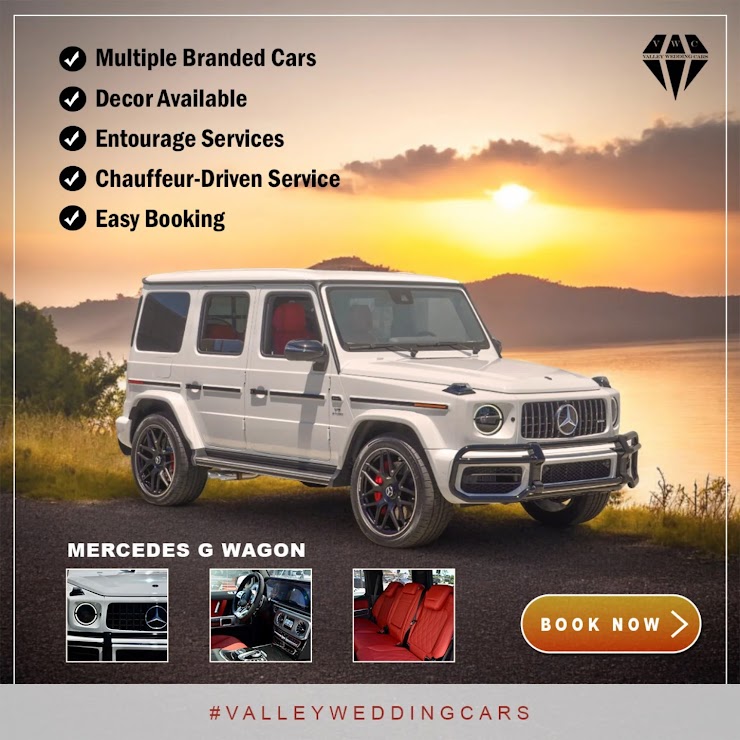 Multiple Branded Cars
Decor Available
Entourage Services
Chauffeur-Driven Service
Easy Booking
V W C
VALLEY WEDDING CARS
MERCEDES G WAGON
BOOK NOW
#VALLEYWEDDINGCARS